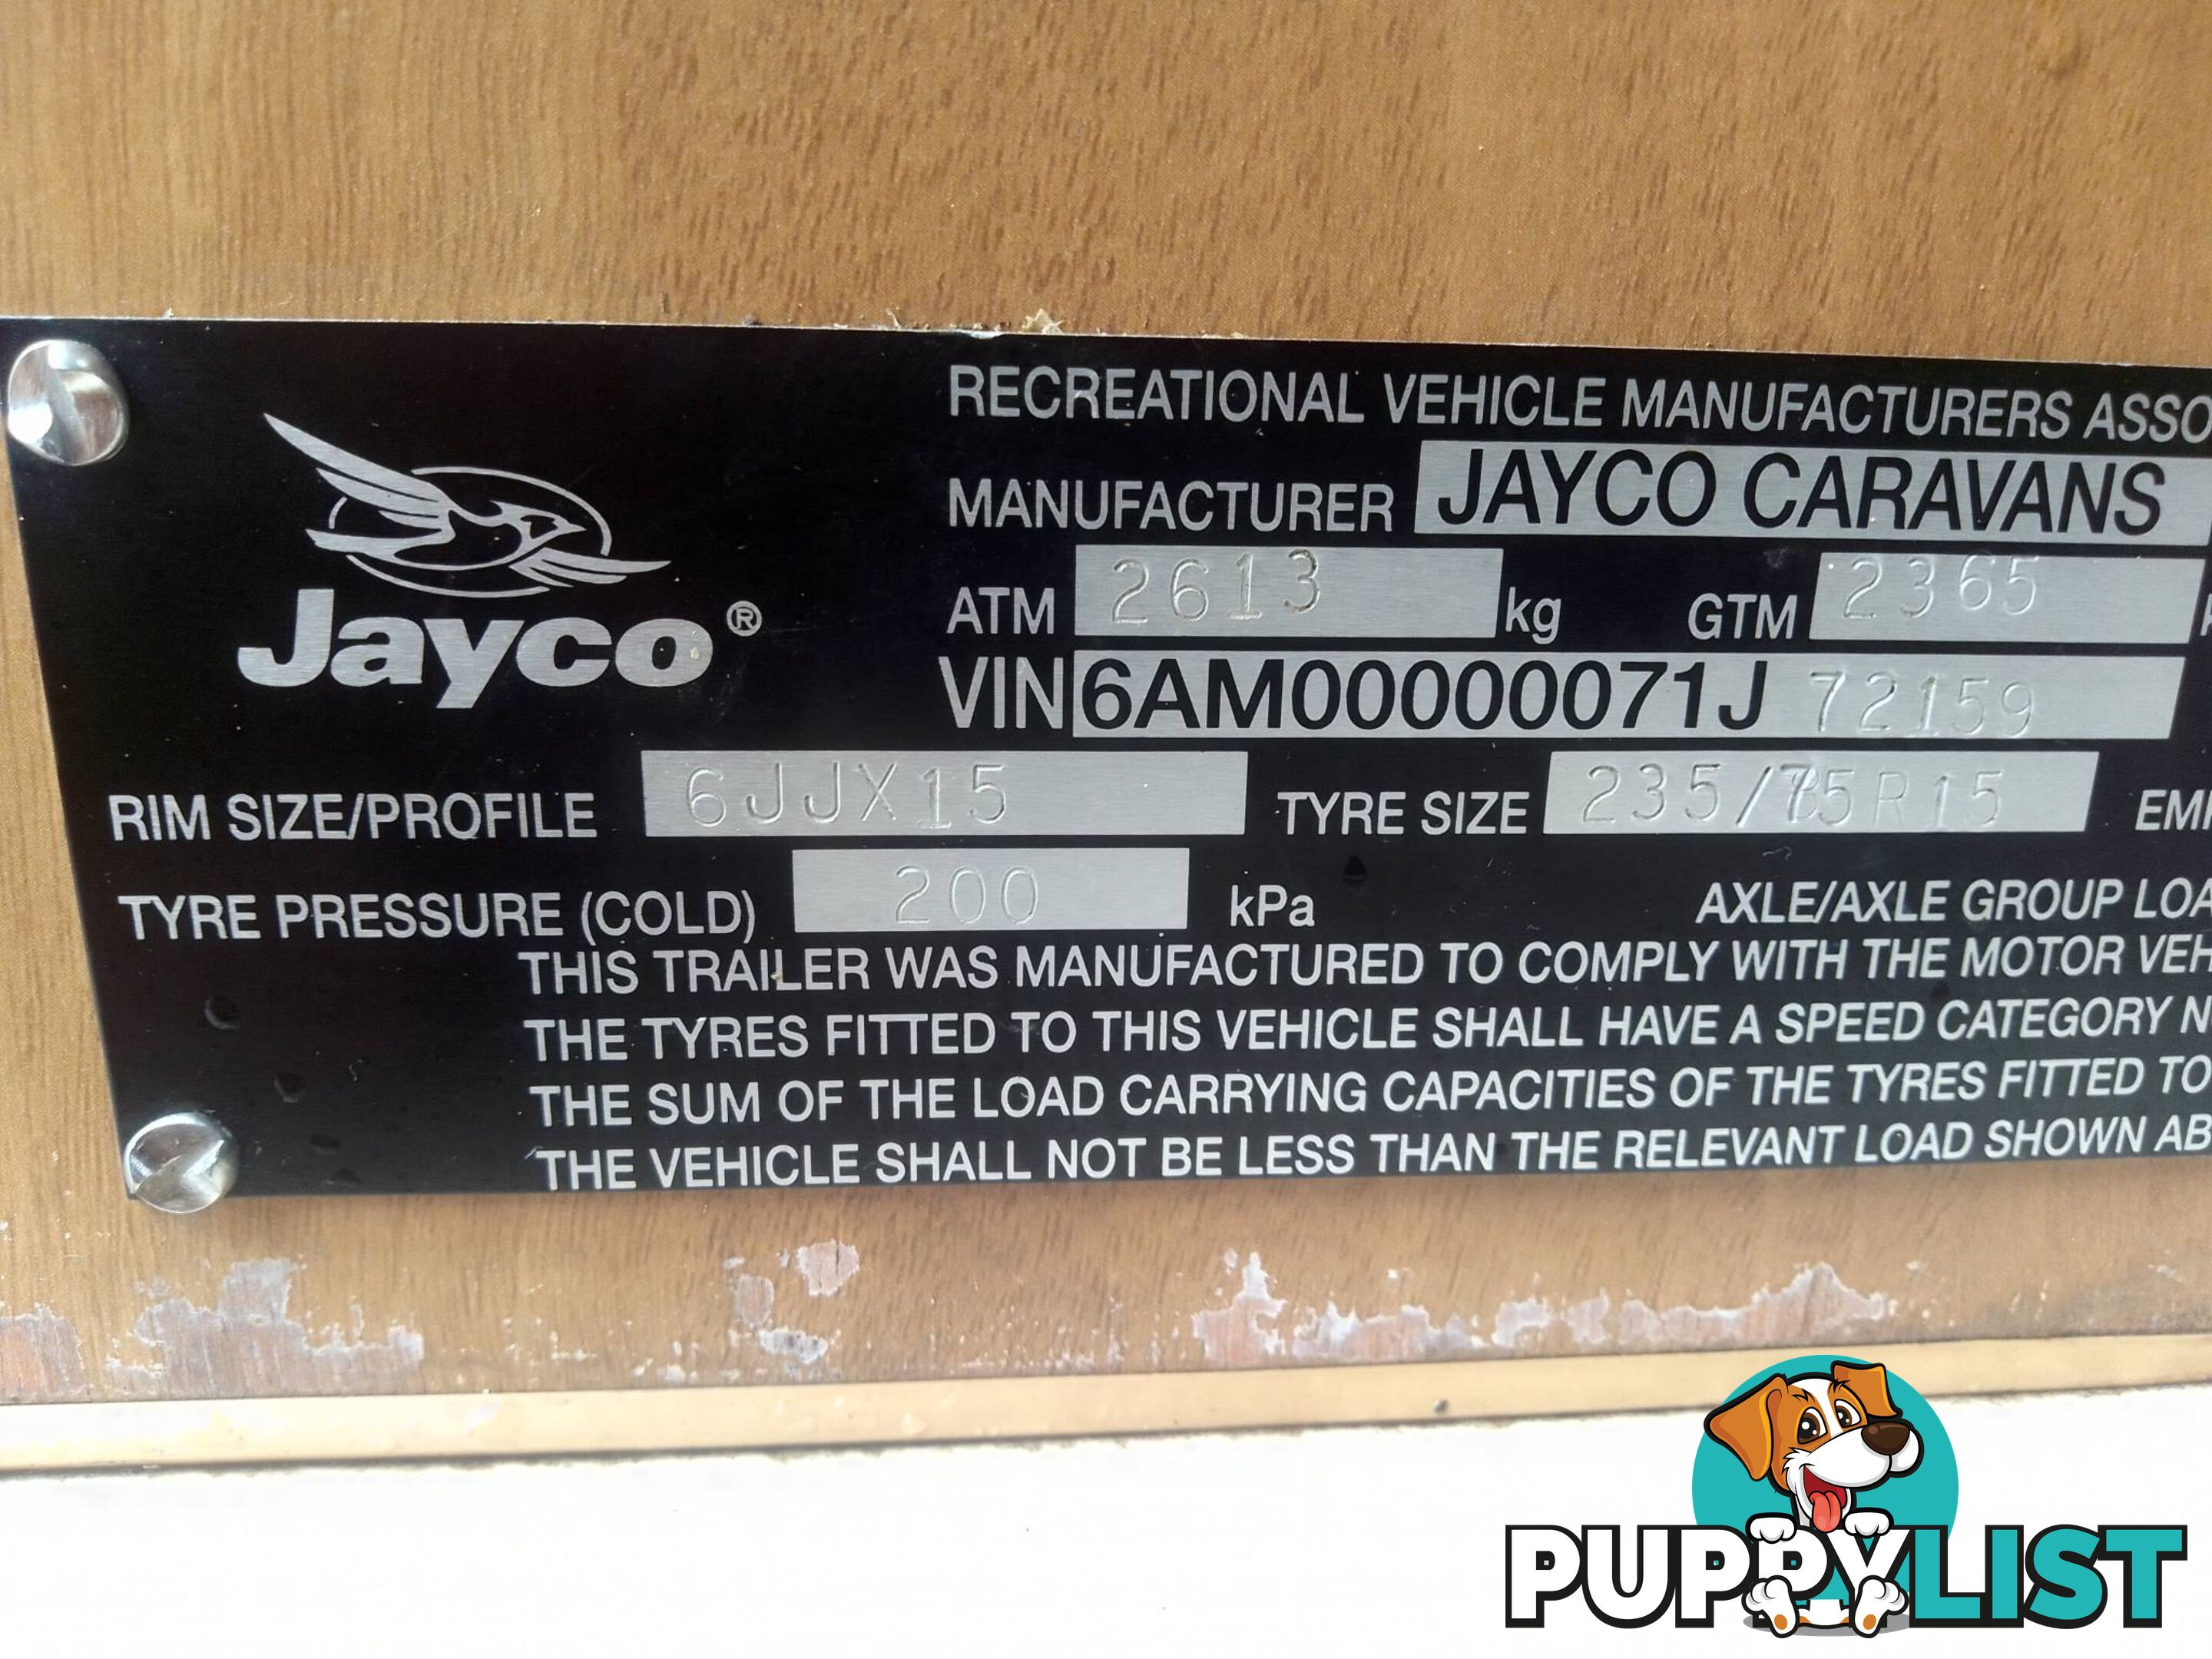 RECREATIONAL VEHICLE MANUFACTURERS ASSO
MANUFACTURER JAYCO CARAVANS
ATM 2613 kg GTM 2365
Jayco®
VIN 6AM00000071J 72159
RIM SIZE/PROFILE 6JJX15 TYRE SIZE 235/75R15 EM
TYRE PRESSURE (COLD) 200 kPa AXLE/AXLE GROUP LOA
THIS TRAILER WAS MANUFACTURED TO COMPLY WITH THE MOTOR VEH
THE TYRES FITTED TO THIS VEHICLE SHALL HAVE A SPEED CATEGORY N
THE SUM OF THE LOAD CARRYING CAPACITIES OF THE TYRES FITTED TO
THE VEHICLE SHALL NOT BE LESS THAN THE RELEVANT LOAD SHOWN AB
PUPPYLIST